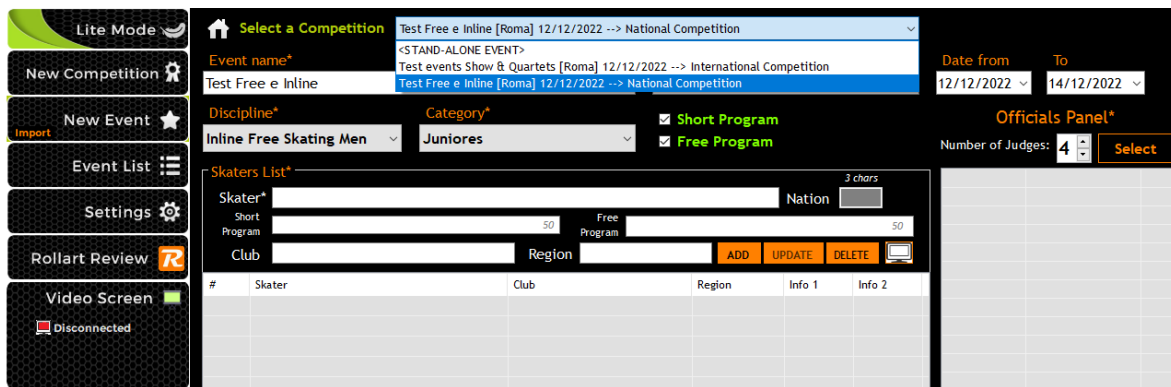 Lite Mode
New Competition
New Event
Import
Event List
Settings
Rollart Review
R
Video Screen
Disconnected
Select a Competition
Test Free e Inline [Roma] 12/12/2022 --> National Competition
<STAND-ALONE EVENT>
Test events Show & Quartets [Roma] 12/12/2022 --> International Competition
Test Free e Inline [Roma] 12/12/2022 --> National Competition
Event name*
Test Free e Inline
Date from To
12/12/2022 14/12/2022
Discipline* Category*
Inline Free Skating Men Juniores
Short Program
Free Program
Officials Panel*
Number of Judges: 4 Select
Skaters List*
3 chars
Skater* Nation
Short Program 50 Free Program 50
Club Region ADD UPDATE DELETE
# Skater Club Region Info 1 Info 2